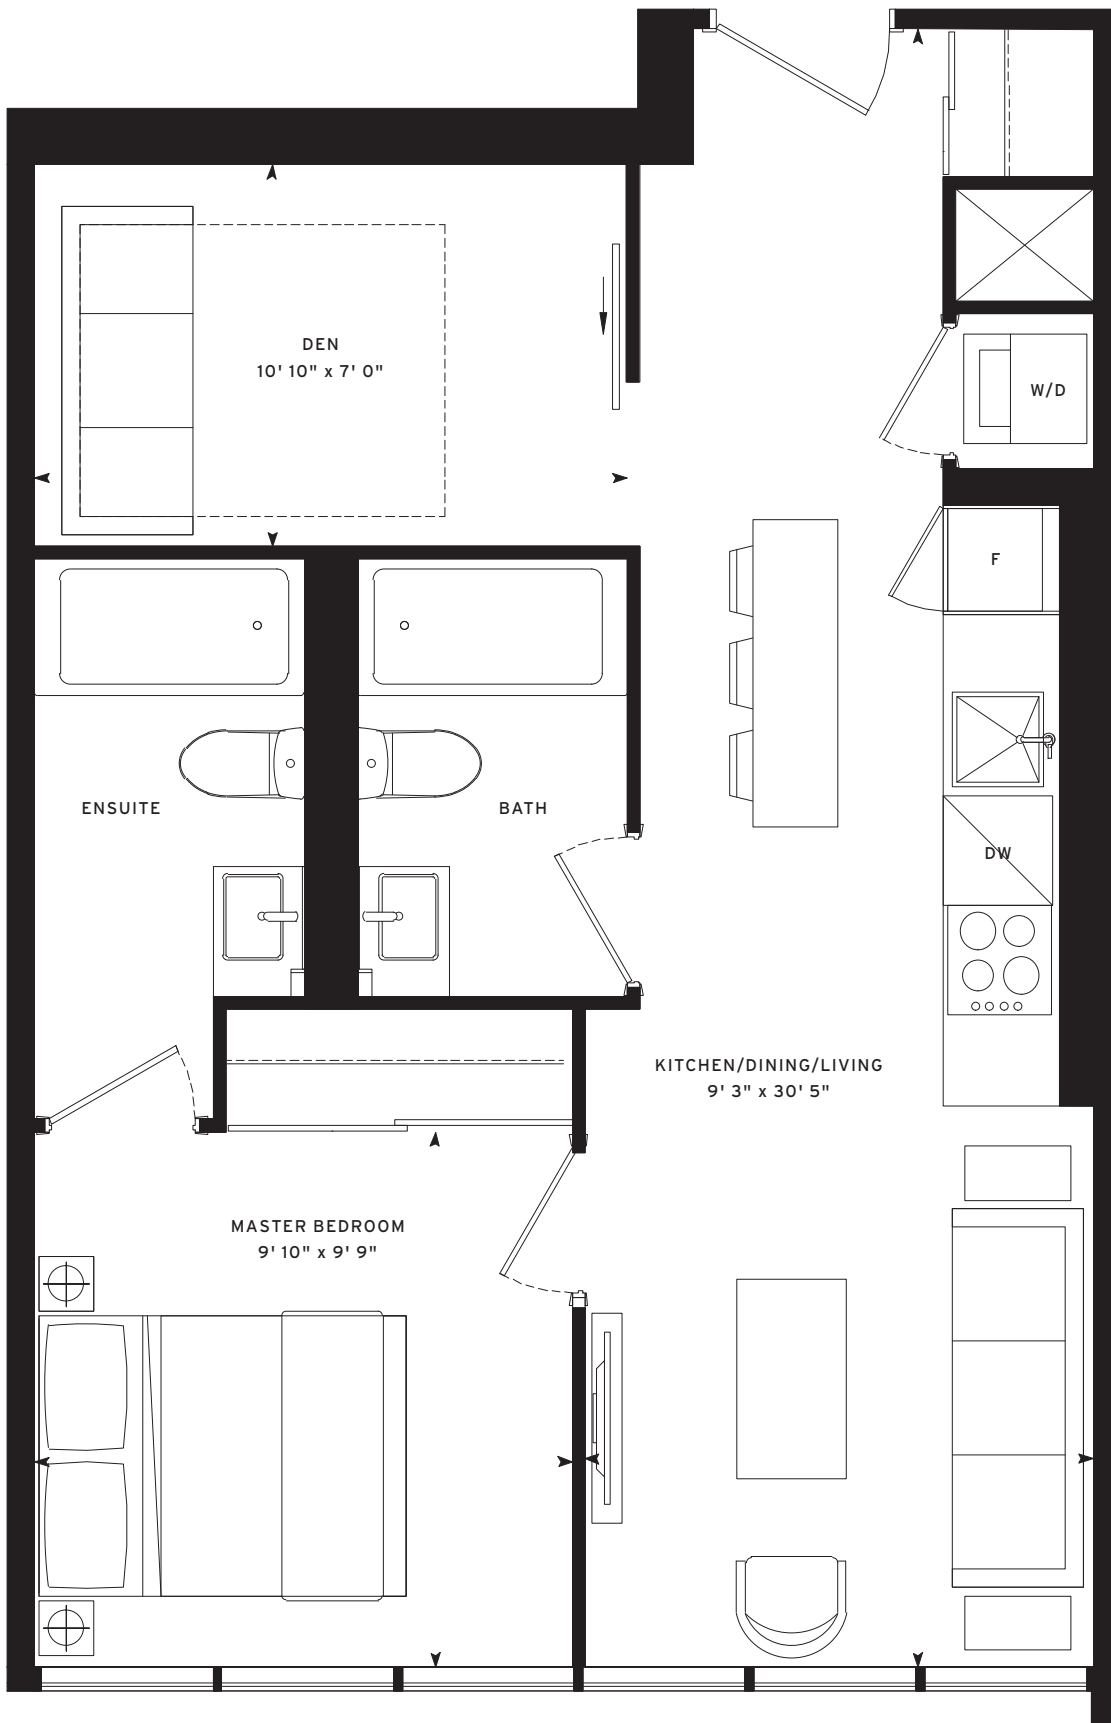 DEN
10' 10" x 7' 0"
W/D
F
ENSUITE
BATH
DW
KITCHEN/DINING/LIVING
9' 3" x 30' 5"
MASTER BEDROOM
9' 10" x 9' 9"